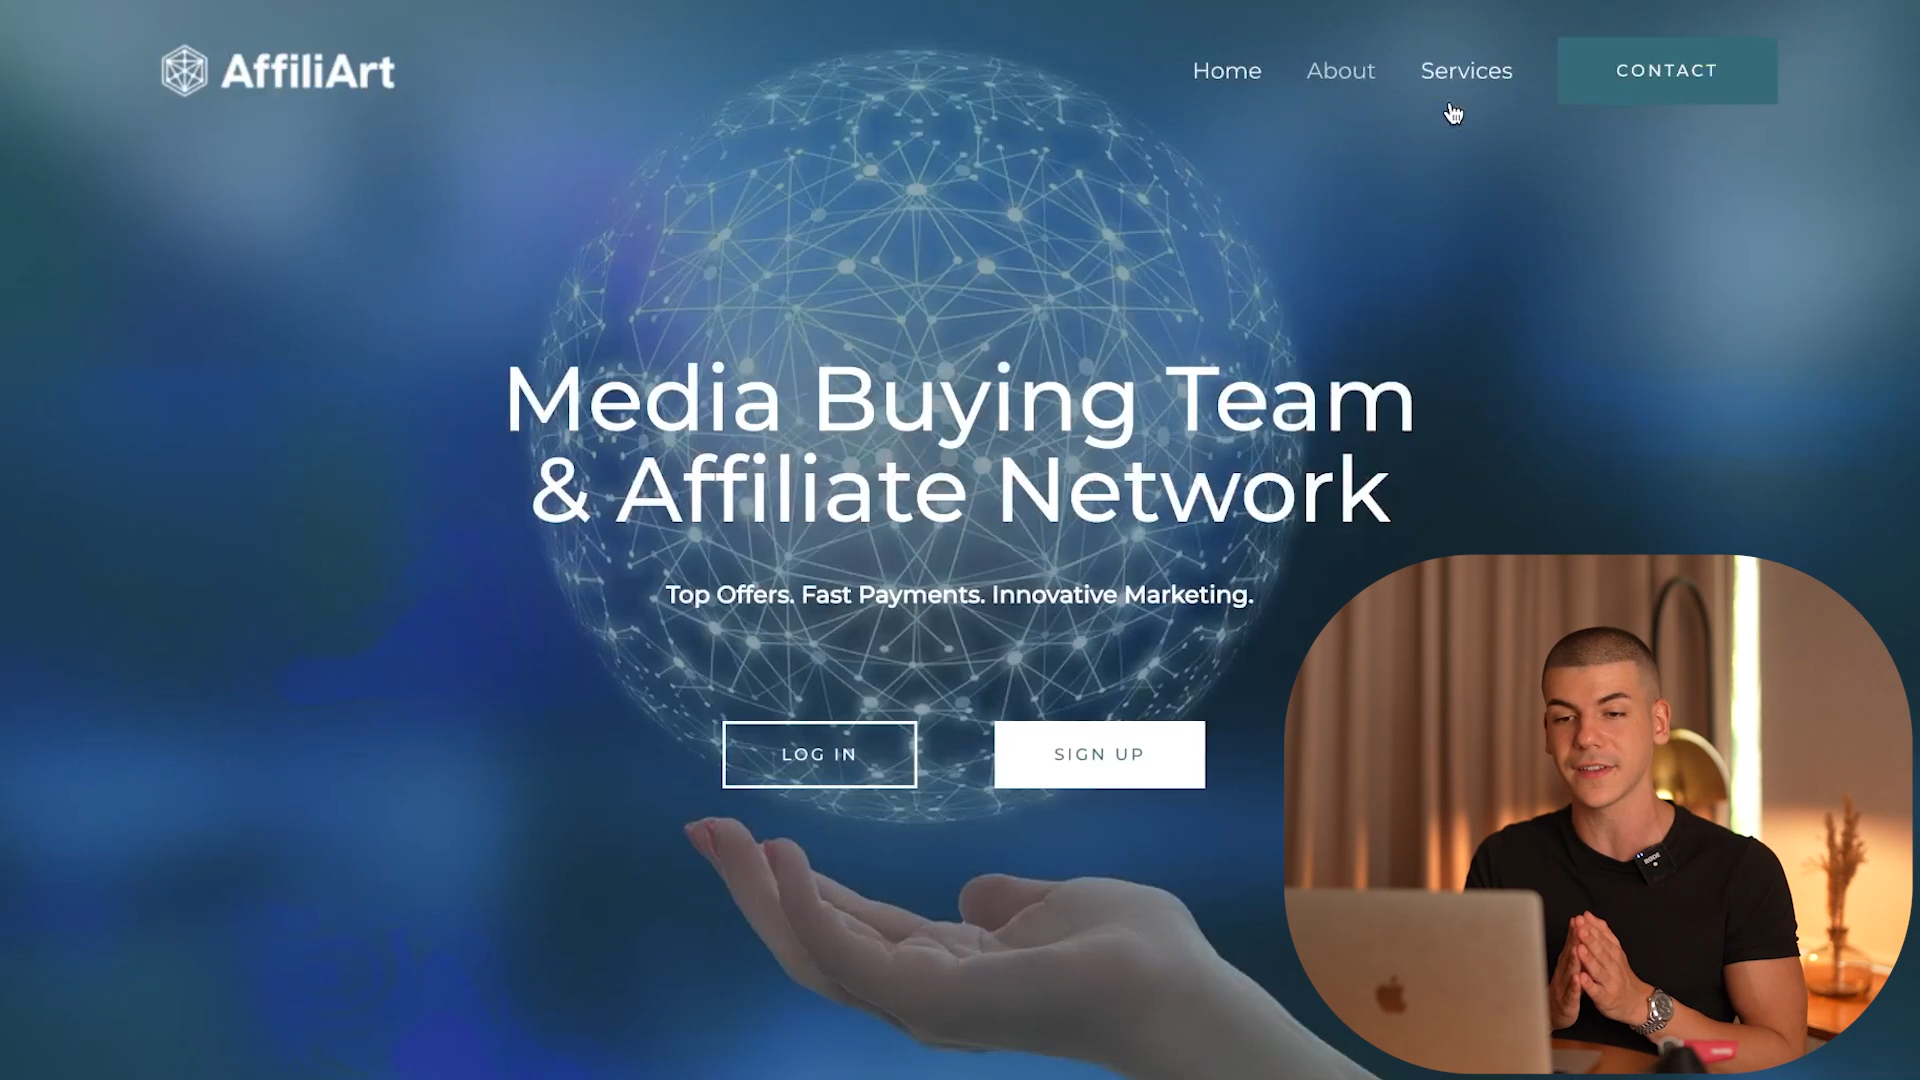 AffiliArt
Home
About
Services
CONTACT
Media Buying Team
& Affiliate Network
Top Offers. Fast Payments. Innovative Marketing.
LOG IN
SIGN UP
RODE